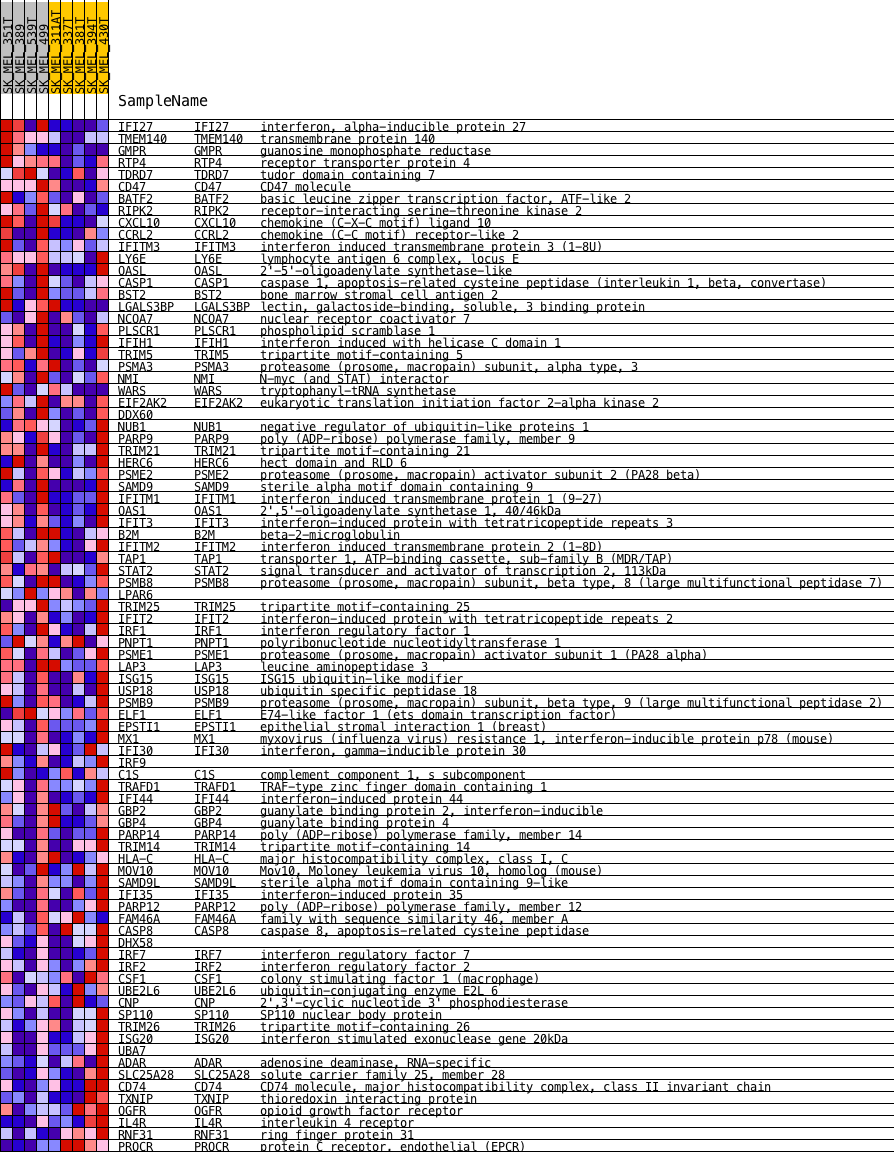 SK_MEL_351T
SK_MEL_389
SK_MEL_539T
SK_MEL_499
SK_MEL_311AT
SK_MEL_337T
SK_MEL_381T
SK_MEL_394T
SK_MEL_430T
SampleName
IFI27 IFI27 interferon, alpha-inducible protein 27
TMEM140 TMEM140 transmembrane protein 140
GMPR GMPR guanosine monophosphate reductase
RTP4 RTP4 receptor transporter protein 4
TDRD7 TDRD7 tudor domain containing 7
CD47 CD47 CD47 molecule
BATF2 BATF2 basic leucine zipper transcription factor, ATF-like 2
RIPK2 RIPK2 receptor-interacting serine-threonine kinase 2
CXCL10 CXCL10 chemokine (C-X-C motif) ligand 10
CCRL2 CCRL2 chemokine (C-C motif) receptor-like 2
IFITM3 IFITM3 interferon induced transmembrane protein 3 (1-8U)
LY6E LY6E lymphocyte antigen 6 complex, locus E
OASL OASL 2'-5'-oligoadenylate synthetase-like
CASP1 CASP1 caspase 1, apoptosis-related cysteine peptidase (interleukin 1, beta, convertase)
BST2 BST2 bone marrow stromal cell antigen 2
LGALS3BP LGALS3BP lectin, galactoside-binding, soluble, 3 binding protein
NCOA7 NCOA7 nuclear receptor coactivator 7
PLSCR1 PLSCR1 phospholipid scramblase 1
IFIH1 IFIH1 interferon induced with helicase C domain 1
TRIM5 TRIM5 tripartite motif-containing 5
PSMA3 PSMA3 proteasome (prosome, macropain) subunit, alpha type, 3
NMI NMI N-myc (and STAT) interactor
WARS WARS tryptophanyl-tRNA synthetase
EIF2AK2 EIF2AK2 eukaryotic translation initiation factor 2-alpha kinase 2
DDX60
NUB1 NUB1 negative regulator of ubiquitin-like proteins 1
PARP9 PARP9 poly (ADP-ribose) polymerase family, member 9
TRIM21 TRIM21 tripartite motif-containing 21
HERC6 HERC6 hect domain and RLD 6
PSME2 PSME2 proteasome (prosome, macropain) activator subunit 2 (PA28 beta)
SAMD9 SAMD9 sterile alpha motif domain containing 9
IFITM1 IFITM1 interferon induced transmembrane protein 1 (9-27)
OAS1 OAS1 2',5'-oligoadenylate synthetase 1, 40/46kDa
IFIT3 IFIT3 interferon-induced protein with tetratricopeptide repeats 3
B2M B2M beta-2-microglobulin
IFITM2 IFITM2 interferon induced transmembrane protein 2 (1-8D)
TAP1 TAP1 transporter 1, ATP-binding cassette, sub-family B (MDR/TAP)
STAT2 STAT2 signal transducer and activator of transcription 2, 113kDa
PSMB8 PSMB8 proteasome (prosome, macropain) subunit, beta type, 8 (large multifunctional peptidase 7)
LPAR6
TRIM25 TRIM25 tripartite motif-containing 25
IFIT2 IFIT2 interferon-induced protein with tetratricopeptide repeats 2
IRF1 IRF1 interferon regulatory factor 1
PNPT1 PNPT1 polyribonucleotide nucleotidyltransferase 1
PSME1 PSME1 proteasome (prosome, macropain) activator subunit 1 (PA28 alpha)
LAP3 LAP3 leucine aminopeptidase 3
ISG15 ISG15 ISG15 ubiquitin-like modifier
USP18 USP18 ubiquitin specific peptidase 18
PSMB9 PSMB9 proteasome (prosome, macropain) subunit, beta type, 9 (large multifunctional peptidase 2)
ELF1 ELF1 E74-like factor 1 (ets domain transcription factor)
EPSTI1 EPSTI1 epithelial stromal interaction 1 (breast)
MX1 MX1 myxovirus (influenza virus) resistance 1, interferon-inducible protein p78 (mouse)
IFI30 IFI30 interferon, gamma-inducible protein 30
IRF9
C1S C1S complement component 1, s subcomponent
TRAFD1 TRAFD1 TRAF-type zinc finger domain containing 1
IFI44 IFI44 interferon-induced protein 44
GBP2 GBP2 guanylate binding protein 2, interferon-inducible
GBP4 GBP4 guanylate binding protein 4
PARP14 PARP14 poly (ADP-ribose) polymerase family, member 14
TRIM14 TRIM14 tripartite motif-containing 14
HLA-C HLA-C major histocompatibility complex, class I, C
MOV10 MOV10 Mov10, Moloney leukemia virus 10, homolog (mouse)
SAMD9L SAMD9L sterile alpha motif domain containing 9-like
IFI35 IFI35 interferon-induced protein 35
PARP12 PARP12 poly (ADP-ribose) polymerase family, member 12
FAM46A FAM46A family with sequence similarity 46, member A
CASP8 CASP8 caspase 8, apoptosis-related cysteine peptidase
DHX58
IRF7 IRF7 interferon regulatory factor 7
IRF2 IRF2 interferon regulatory factor 2
CSF1 CSF1 colony stimulating factor 1 (macrophage)
UBE2L6 UBE2L6 ubiquitin-conjugating enzyme E2L 6
CNP CNP 2',3'-cyclic nucleotide 3' phosphodiesterase
SP110 SP110 SP110 nuclear body protein
TRIM26 TRIM26 tripartite motif-containing 26
ISG20 ISG20 interferon stimulated exonuclease gene 20kDa
UBA7
ADAR ADAR adenosine deaminase, RNA-specific
SLC25A28 SLC25A28 solute carrier family 25, member 28
CD74 CD74 CD74 molecule, major histocompatibility complex, class II invariant chain
TXNIP TXNIP thioredoxin interacting protein
OGFR OGFR opioid growth factor receptor
IL4R IL4R interleukin 4 receptor
RNF31 RNF31 ring finger protein 31
PROCR PROCR protein C receptor, endothelial (EPCR)